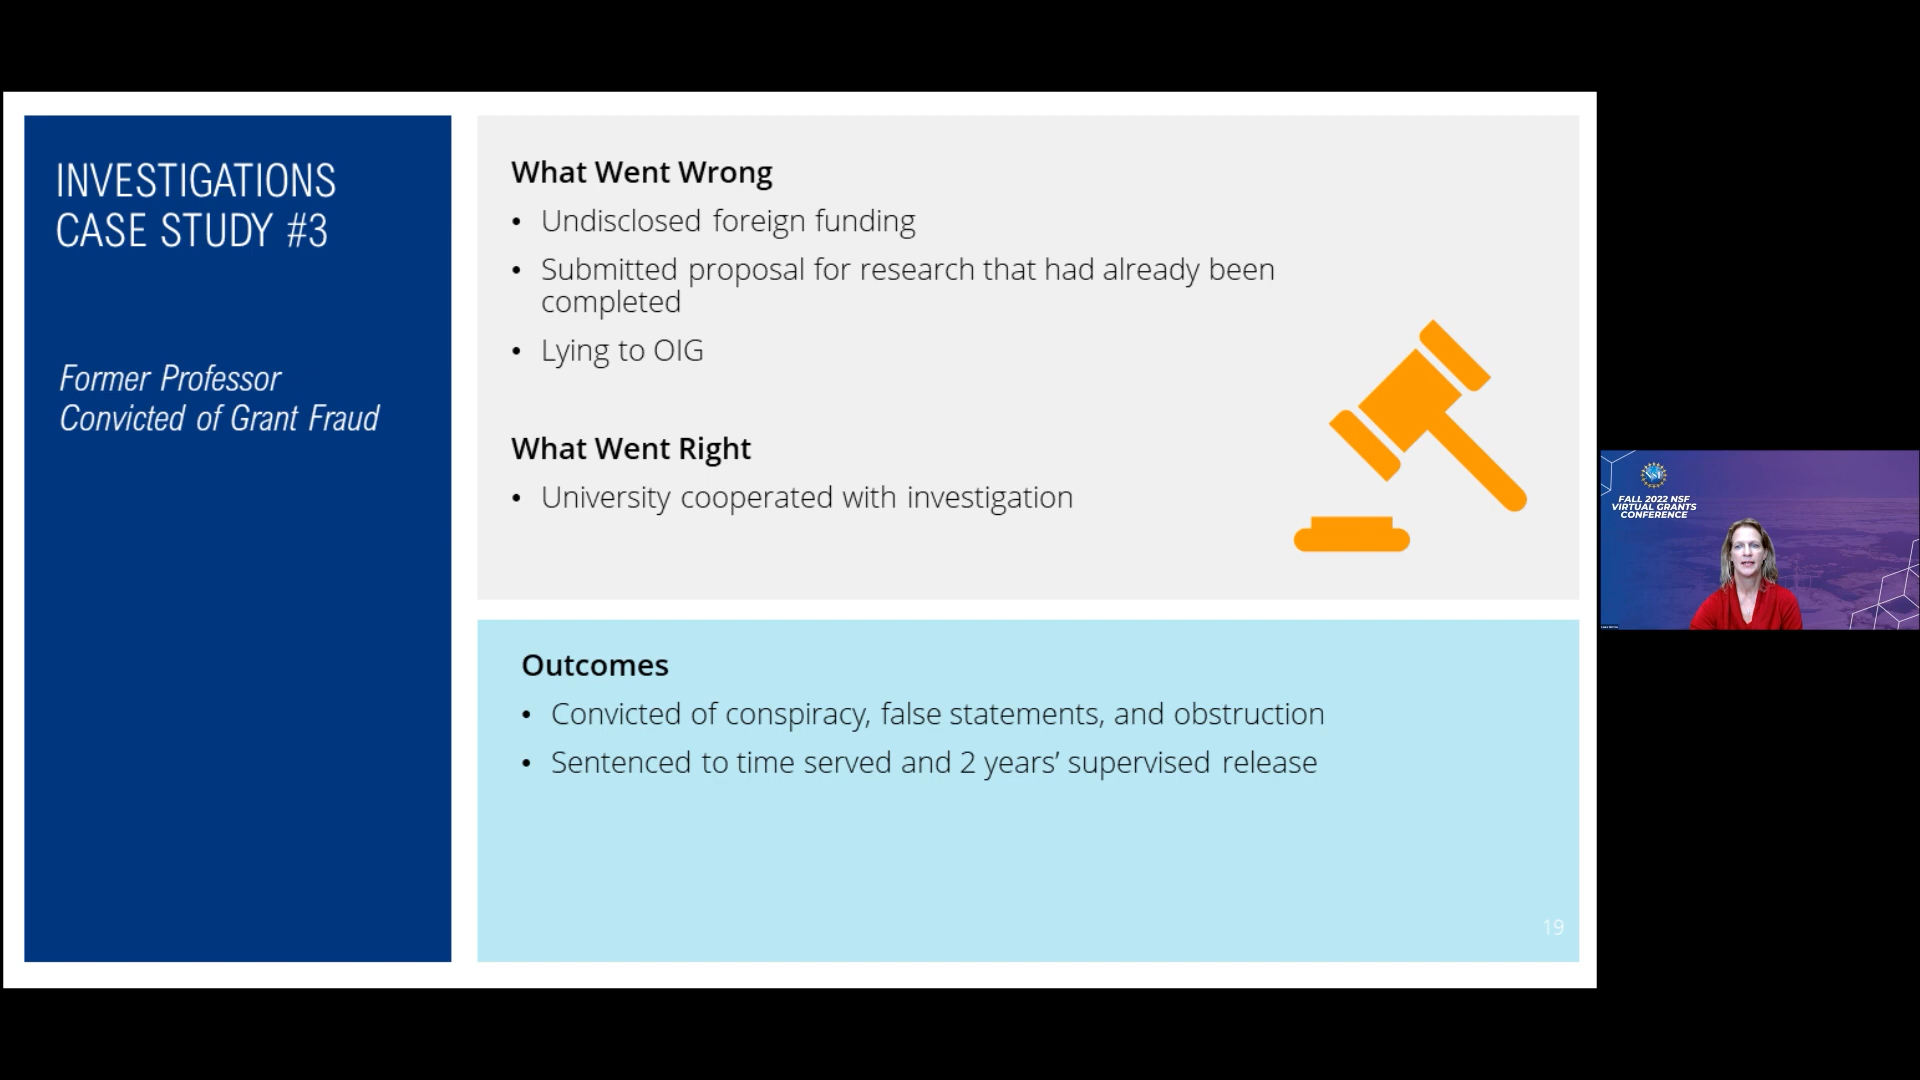 INVESTIGATIONS
CASE STUDY #3
Former Professor
Convicted of Grant Fraud
What Went Wrong
• Undisclosed foreign funding
• Submitted proposal for research that had already been
completed
• Lying to OIG
What Went Right
• University cooperated with investigation
Outcomes
• Convicted of conspiracy, false statements, and obstruction
• Sentenced to time served and 2 years’ supervised release
19
FALL 2022 NSF
VIRTUAL GRANTS
CONFERENCE